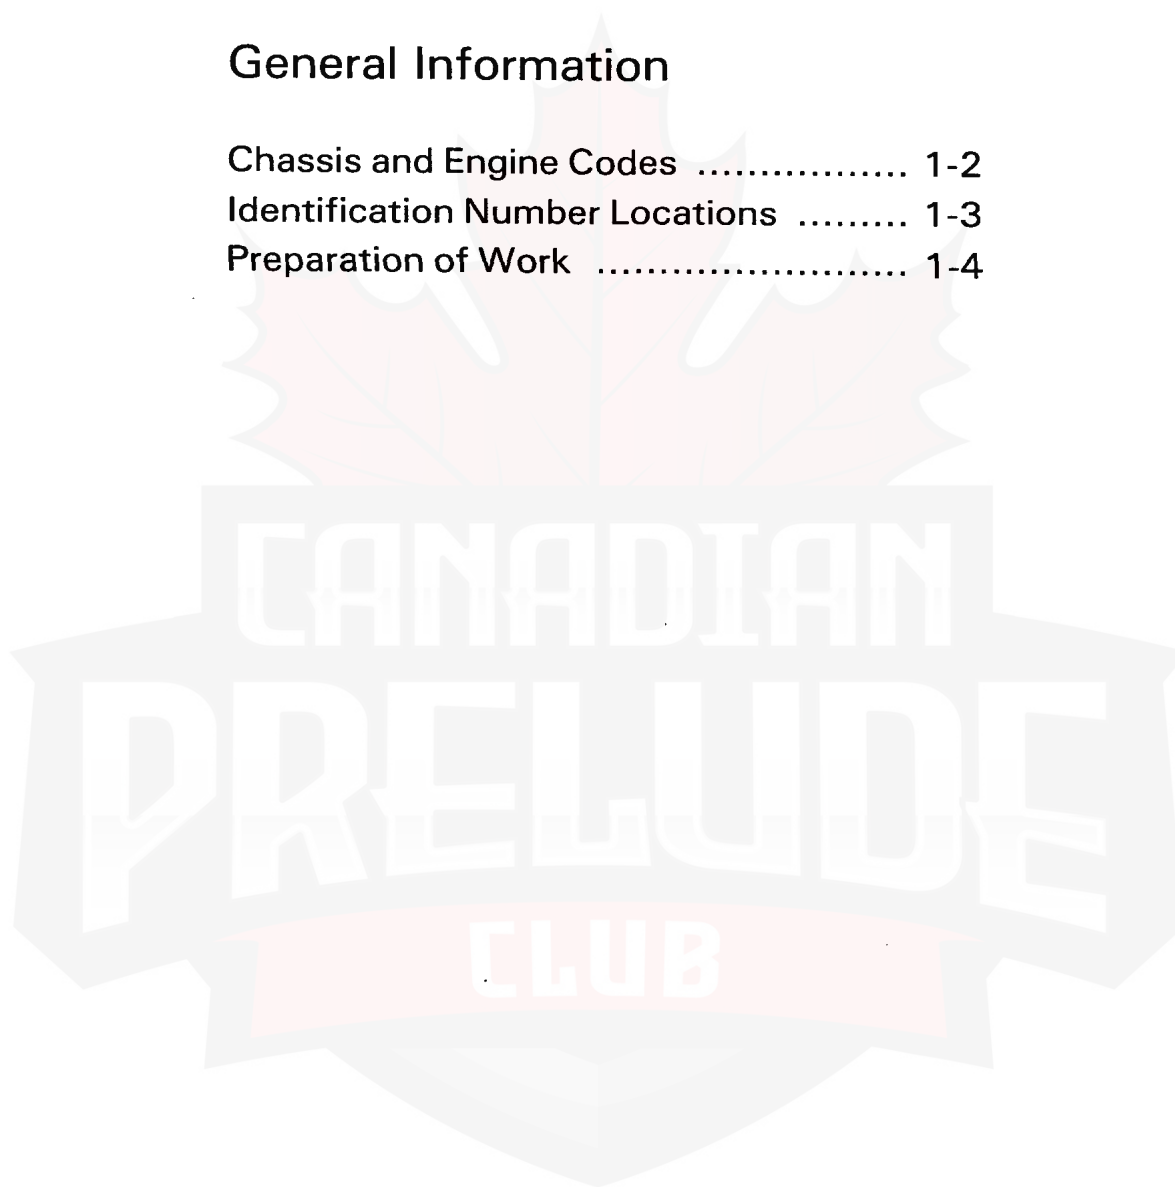 General Information
Chassis and Engine Codes ................. 1-2
Identification Number Locations ......... 1-3
Preparation of Work ......................... 1-4
CANADIAN
PRELUDE
CLUB